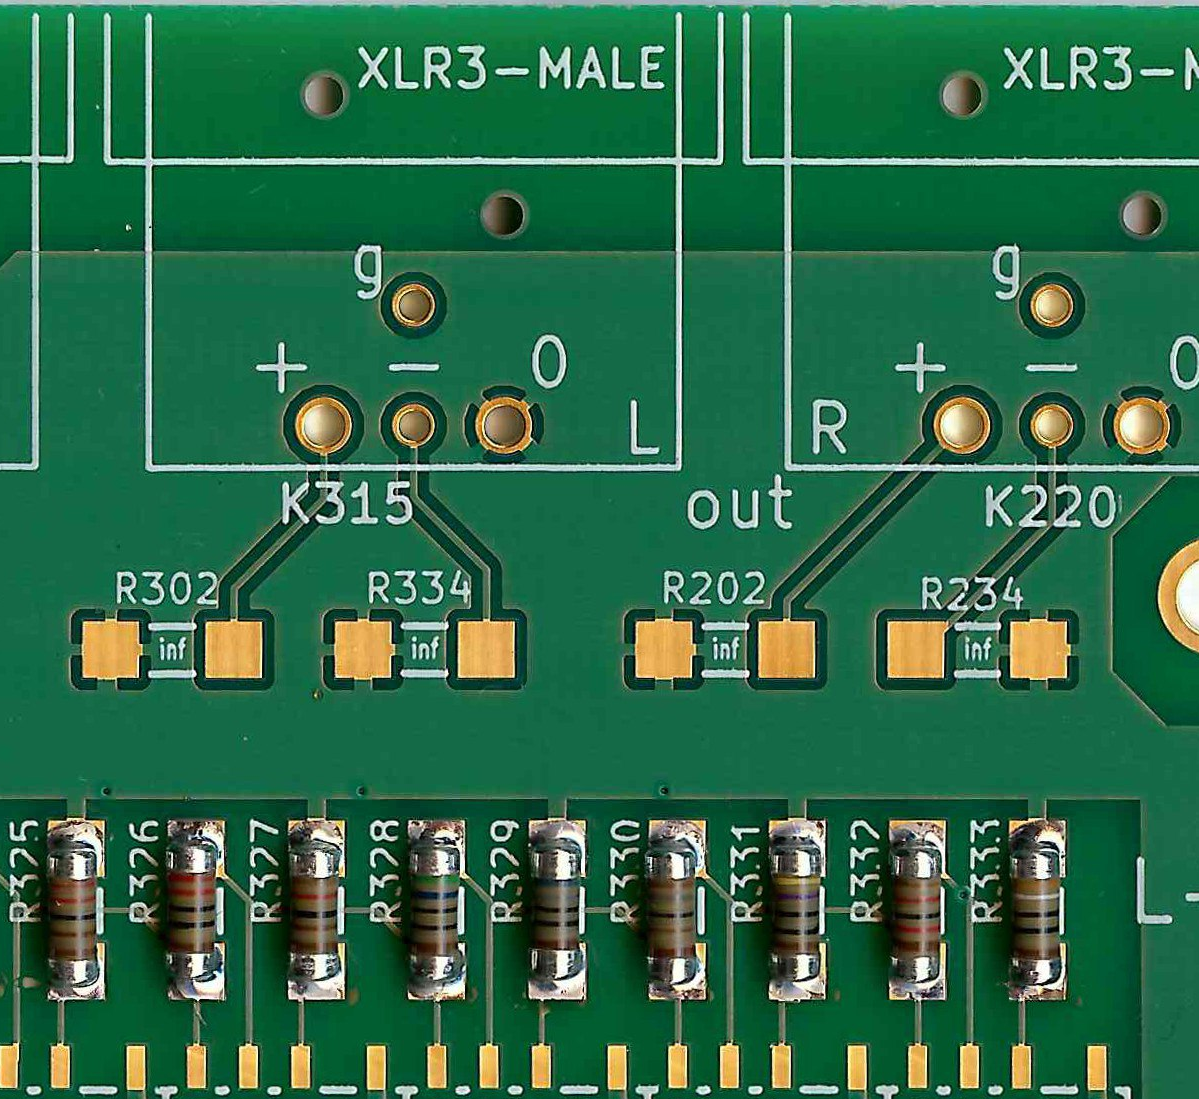 XLR3-MALE
XLR3-M
g
g
+ − 0
+ − 0
L
R
K315
out
K220
R302
R334
R202
R234
inf
inf
inf
inf
R325
R326
R327
R328
R329
R330
R331
R332
R333
L